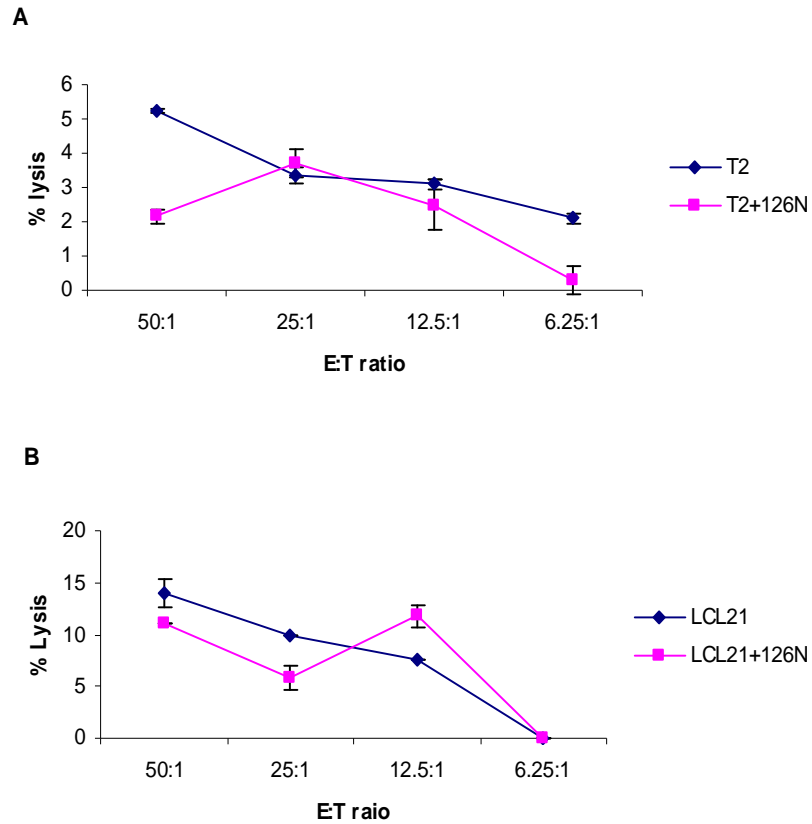 A
6
5
4
3
2
1
0
% lysis
50:1
25:1
12.5:1
6.25:1
E:T ratio
T2
T2+126N
B
20
15
10
5
0
% Lysis
50:1
25:1
12.5:1
6.25:1
E:T raio
LCL21
LCL21+126N